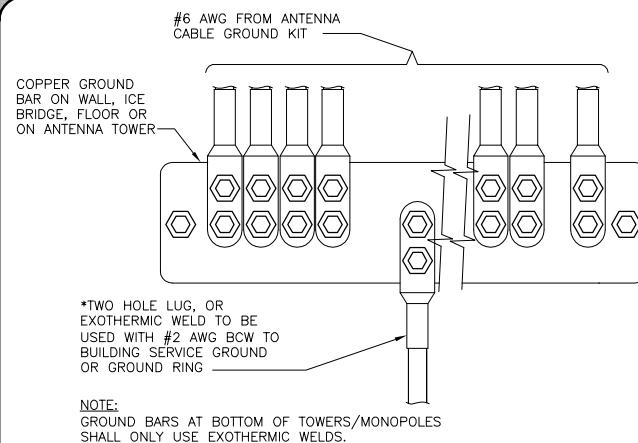 #6 AWG FROM ANTENNA
CABLE GROUND KIT
COPPER GROUND
BAR ON WALL, ICE
BRIDGE, FLOOR OR
ON ANTENNA TOWER
*TWO HOLE LUG, OR
EXOTHERMIC WELD TO BE
USED WITH #2 AWG BCW TO
BUILDING SERVICE GROUND
OR GROUND RING
NOTE:
GROUND BARS AT BOTTOM OF TOWERS/MONOPOLES
SHALL ONLY USE EXOTHERMIC WELDS.